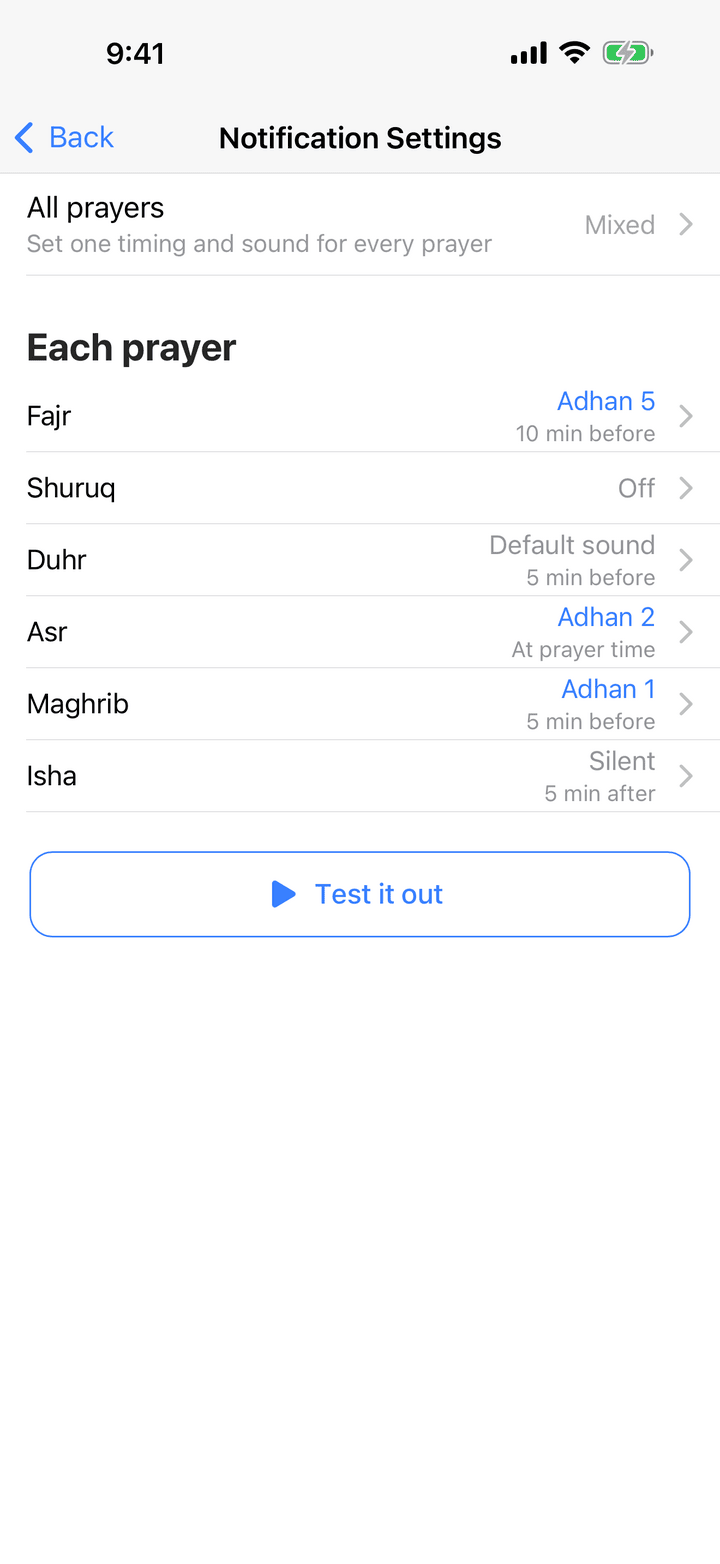 9:41
Back
Notification Settings
All prayers
Set one timing and sound for every prayer
Mixed
Each prayer
Fajr
Adhan 5
10 min before
Shuruq
Off
Duhr
Default sound
5 min before
Asr
Adhan 2
At prayer time
Maghrib
Adhan 1
5 min before
Isha
Silent
5 min after
Test it out